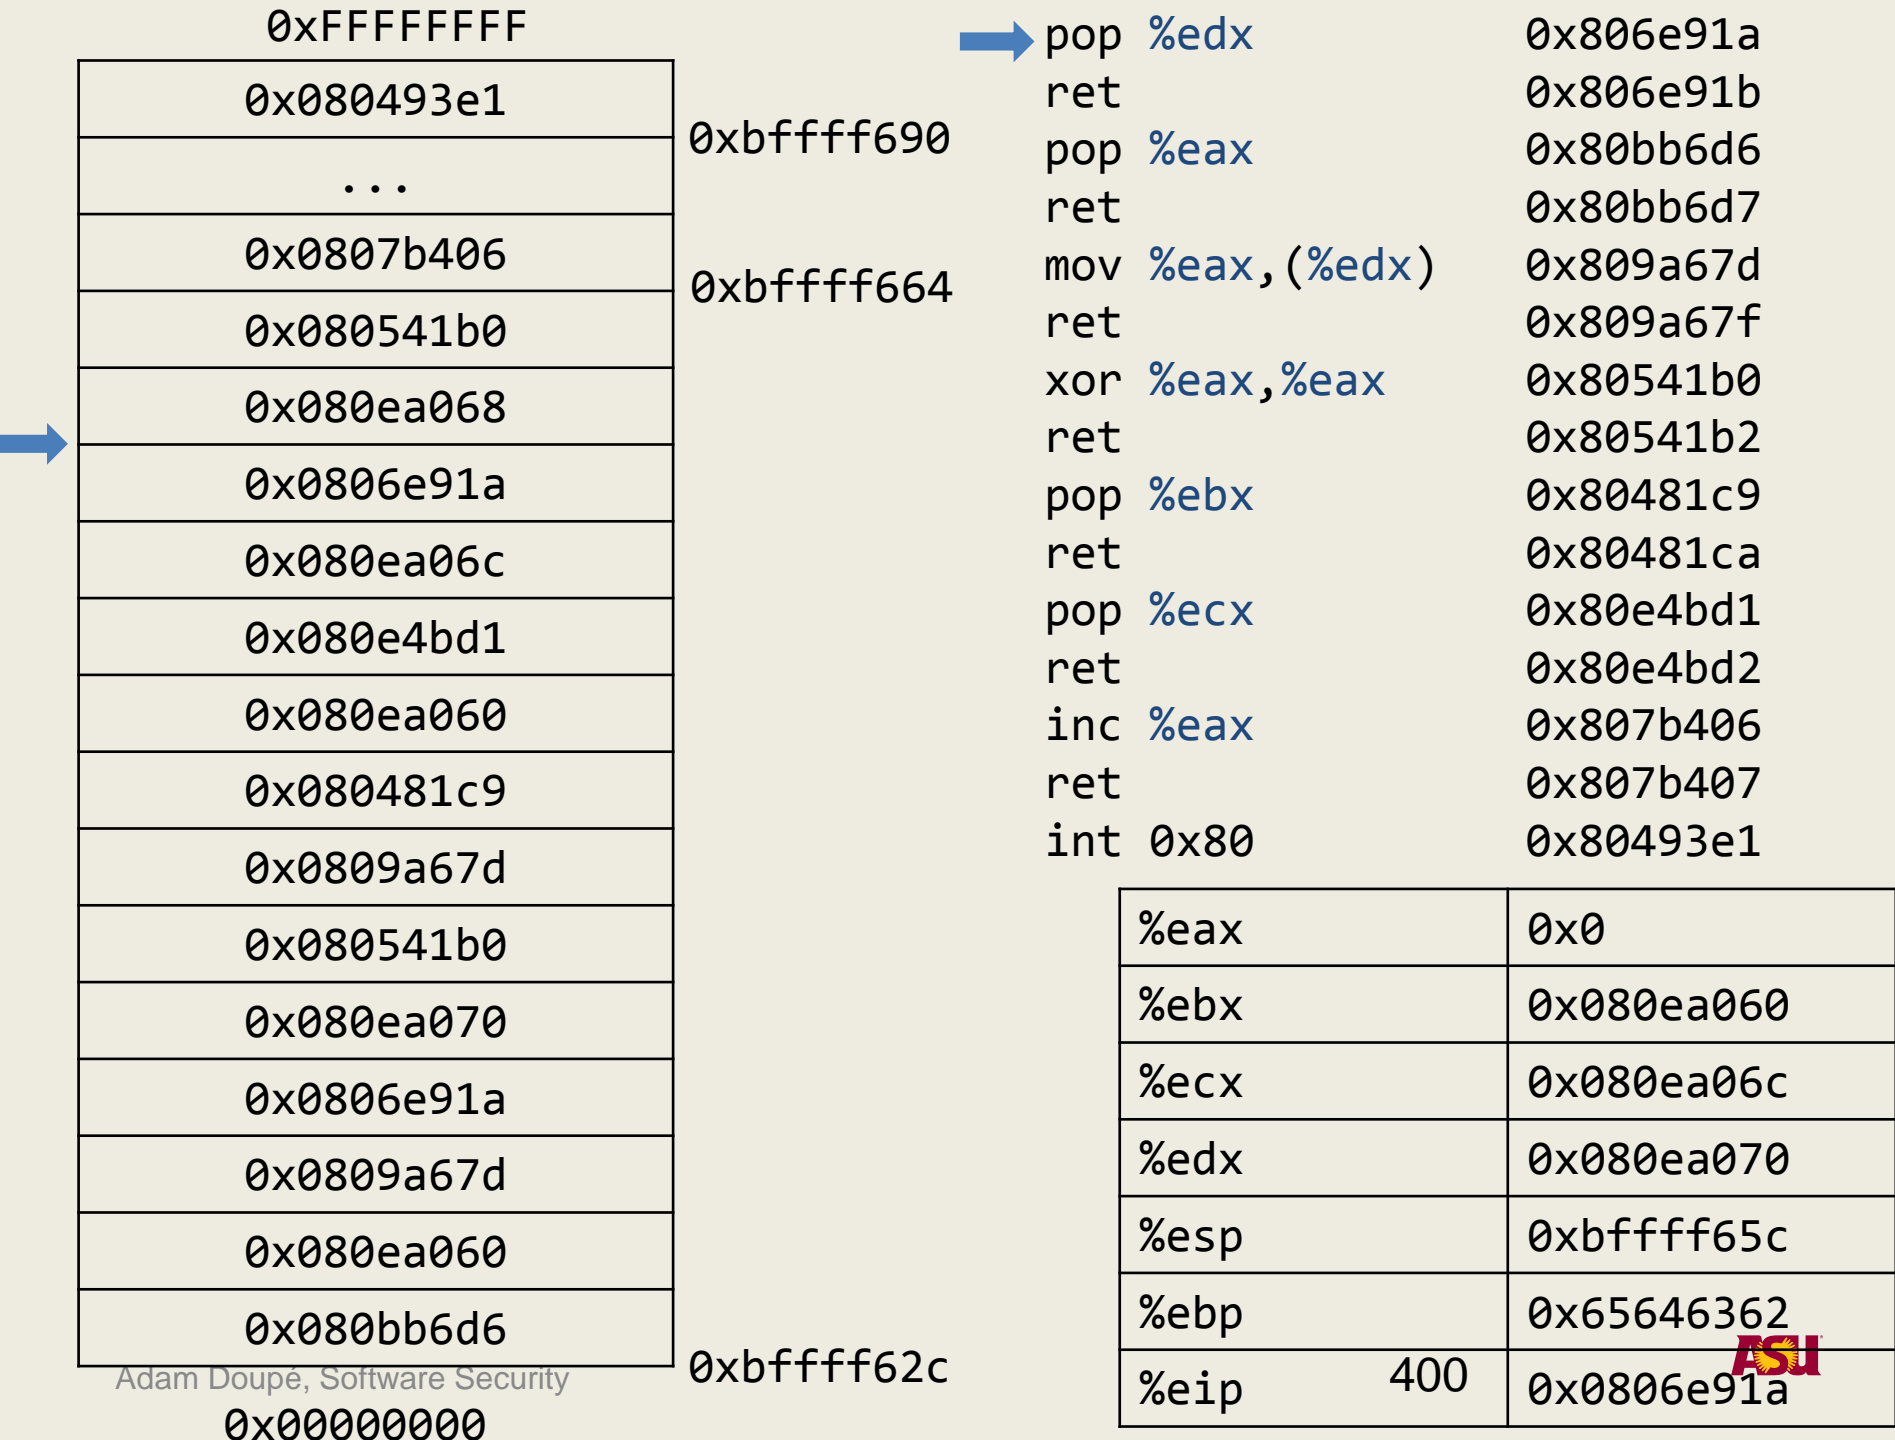 0xFFFFFFFF
0x080493e1
0xbffff690
...
0x0807b406
0xbffff664
0x080541b0
0x080ea068
0x0806e91a
0x080ea06c
0x080e4bd1
0x080ea060
0x080481c9
0x0809a67d
0x080541b0
0x080ea070
0x0806e91a
0x0809a67d
0x080ea060
0x080bb6d6
0xbffff62c
Adam Doupé, Software Security
0x00000000
pop %edx 0x806e91a
ret 0x806e91b
pop %eax 0x80bb6d6
ret 0x80bb6d7
mov %eax,(%edx) 0x809a67d
ret 0x809a67f
xor %eax,%eax 0x80541b0
ret 0x80541b2
pop %ebx 0x80481c9
ret 0x80481ca
pop %ecx 0x80e4bd1
ret 0x80e4bd2
inc %eax 0x807b406
ret 0x807b407
int 0x80 0x80493e1
%eax 0x0
%ebx 0x080ea060
%ecx 0x080ea06c
%edx 0x080ea070
%esp 0xbffff65c
%ebp 0x65646362
%eip 0x0806e91a
400
ASU